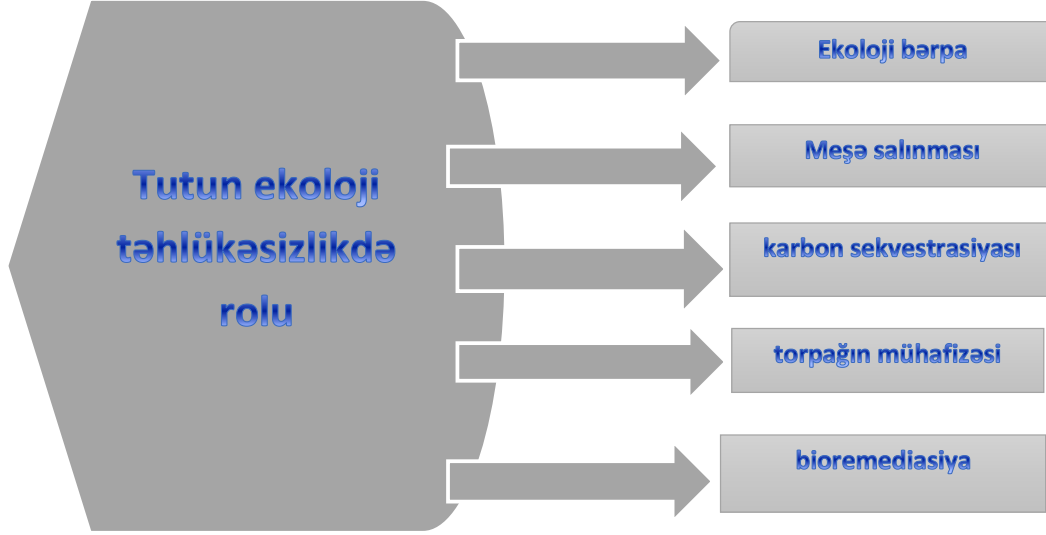 Tutun ekoloji
təhlükəsizlikdə
rolu
Ekoloji bərpa
Meşə salınması
karbon sekvestrasiyası
torpağın mühafizəsi
bioremediasiya